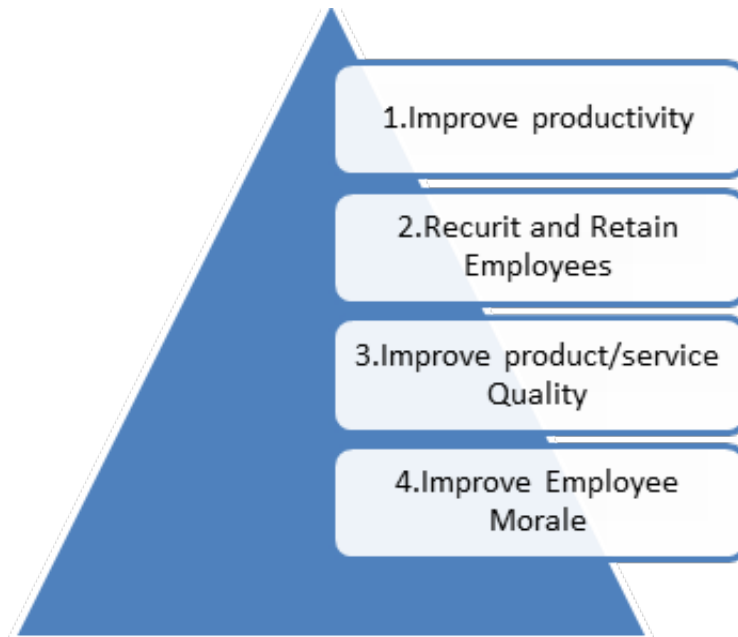 1.Improve productivity
2.Recurit and Retain
Employees
3.Improve product/service
Quality
4.Improve Employee
Morale